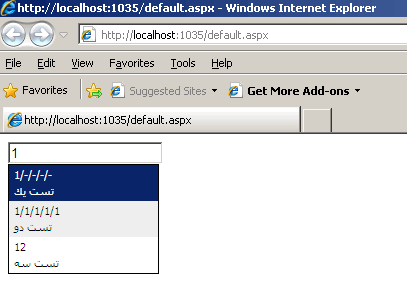 http://localhost:1035/default.aspx - Windows Internet Explorer
http://localhost:1035/default.aspx
File Edit View Favorites Tools Help
Favorites Suggested Sites Get More Add-ons
http://localhost:1035/default.aspx
1
1/-/-/-/-
تست يك
1/1/1/1/1
تست دو
12
تست سه